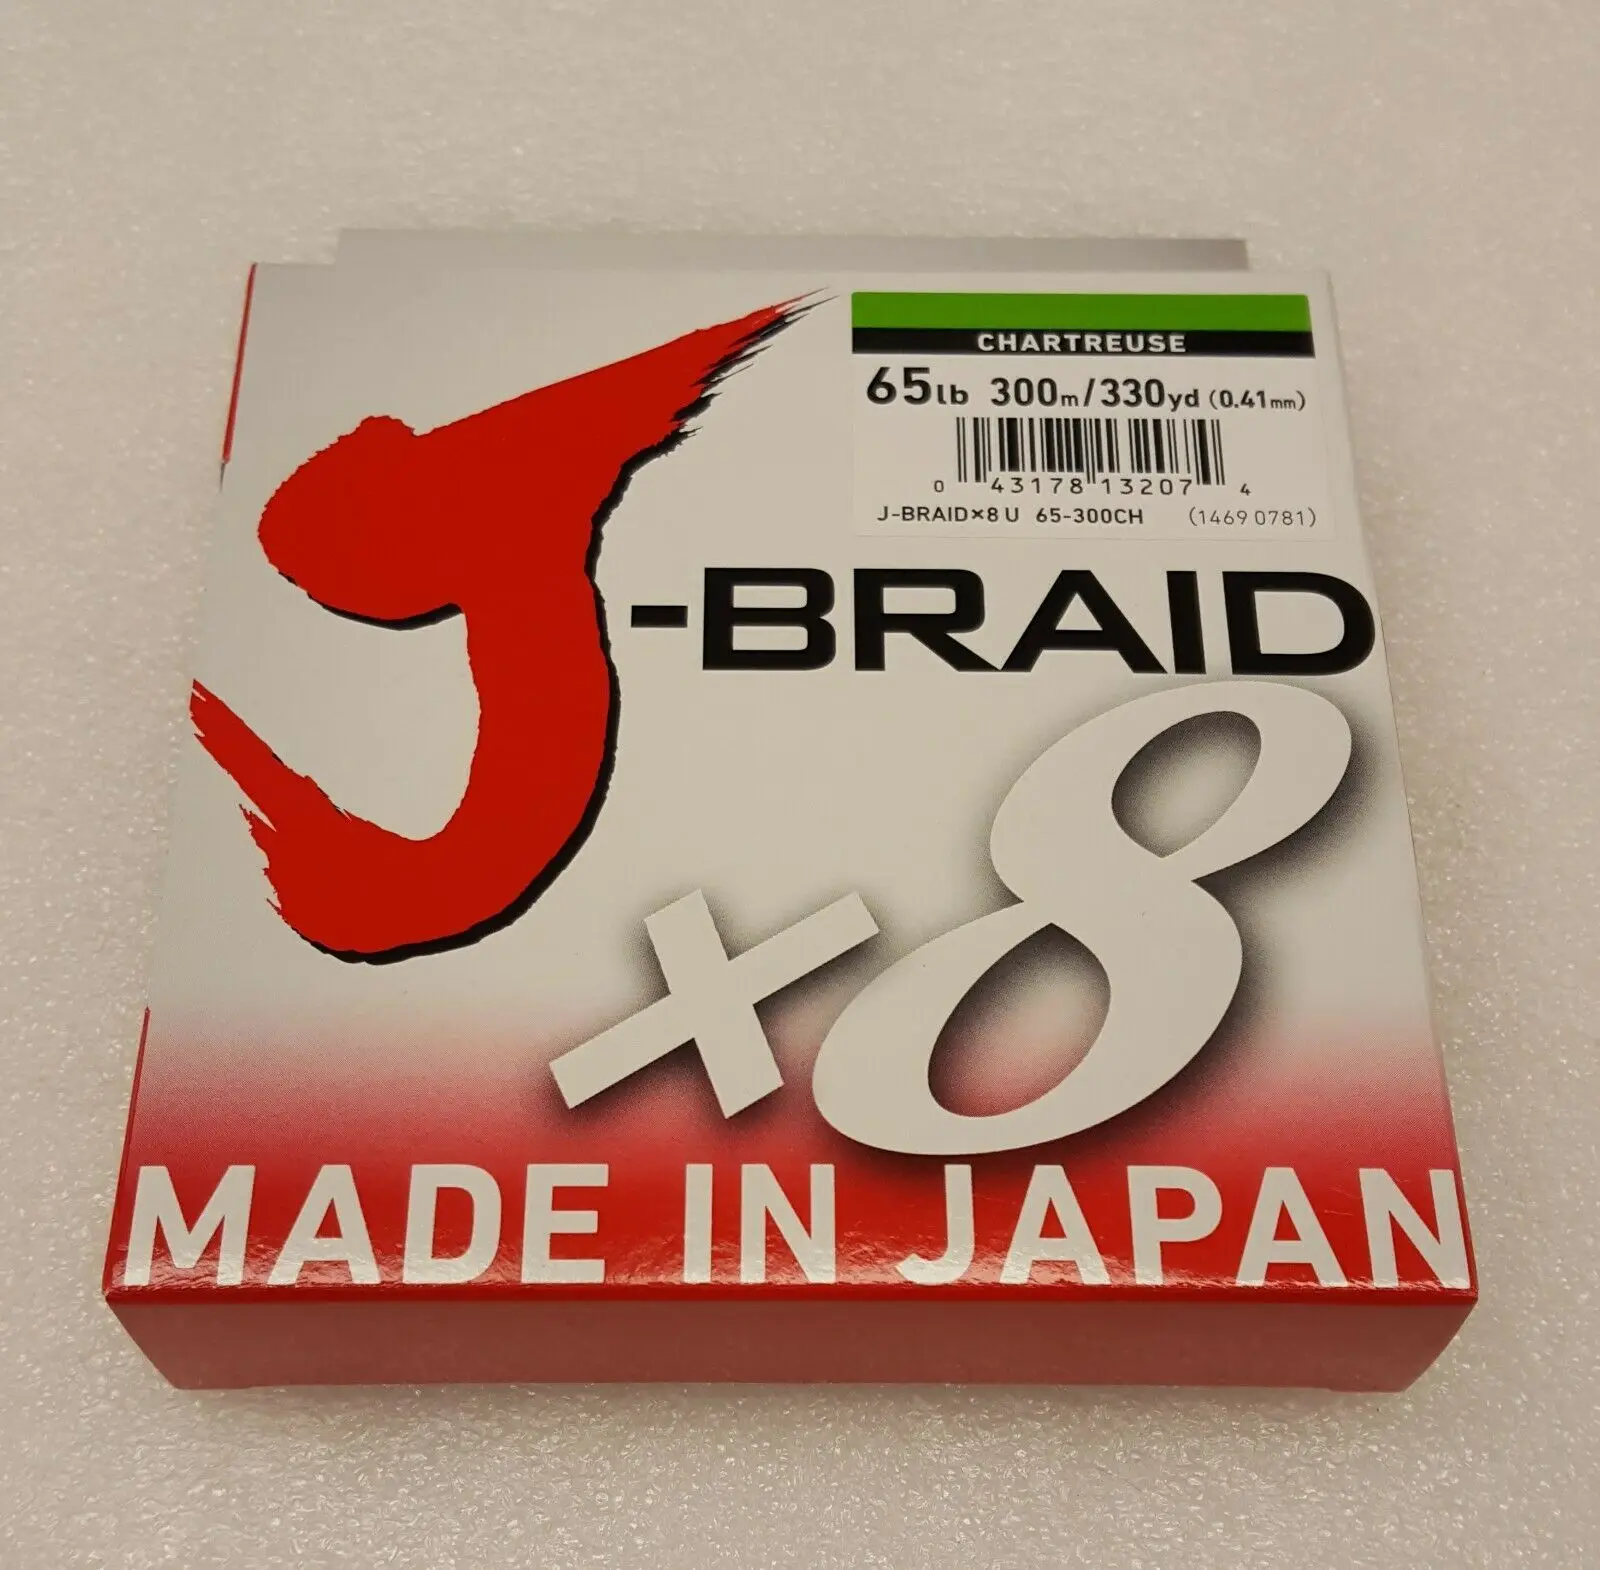 CHARTREUSE
65lb 300m/330yd (0.41mm)
0 43178 13207 4
J-BRAID×8 U 65-300CH (1469 0781)
J-BRAID
×8
MADE IN JAPAN